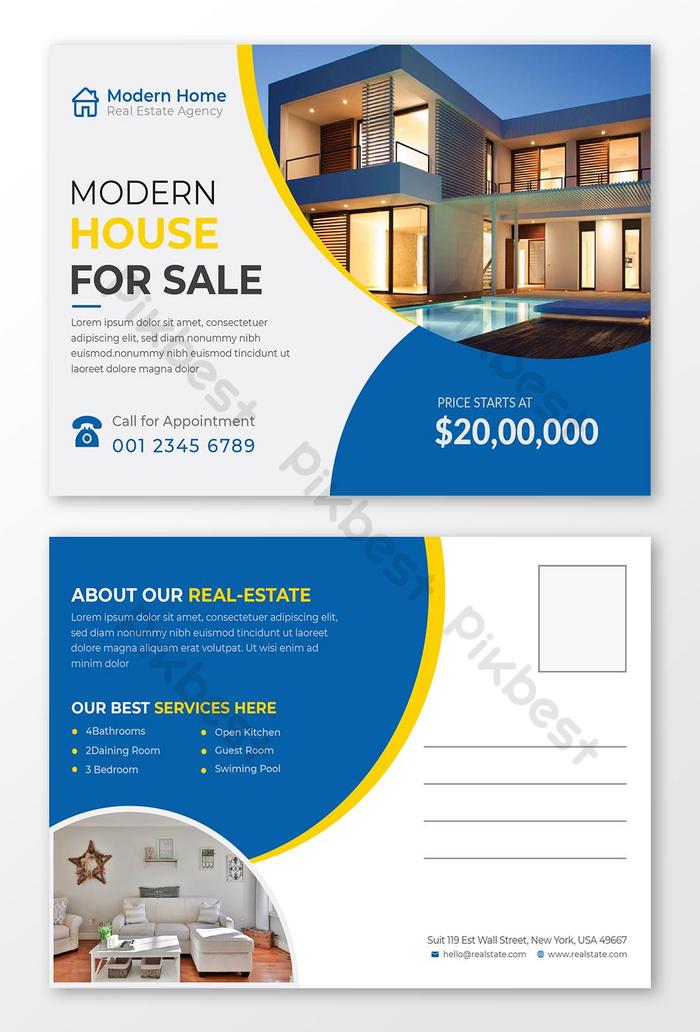 Modern Home
Real Estate Agency
MODERN
HOUSE
FOR SALE
Lorem ipsum dolor sit amet, consectetuer
adipiscing elit, sed diam nonummy nibh
euismod.nonummy nibh tincidunt ut
laoreet dolore magna dolor
Call for Appointment
001 2345 6789
PRICE STARTS AT
$20,00,000
ABOUT OUR REAL-ESTATE
Lorem ipsum dolor sit amet, consectetur adipiscing elit,
sed diam nonummy nibh euismod tincidunt ut laoreet
dolore magna aliquam erat volutpat. Ut wisi enim ad
minim dolor
OUR BEST SERVICES HERE
4Bathrooms
2Daining Room
3 Bedroom
Open Kitchen
Guest Room
Swiming Pool
Suit 119 Est Wall Street, New York, USA 49667
hello@realstate.com www.realstate.com
Pikbest
Pikbest
Pikbest
Pikbest